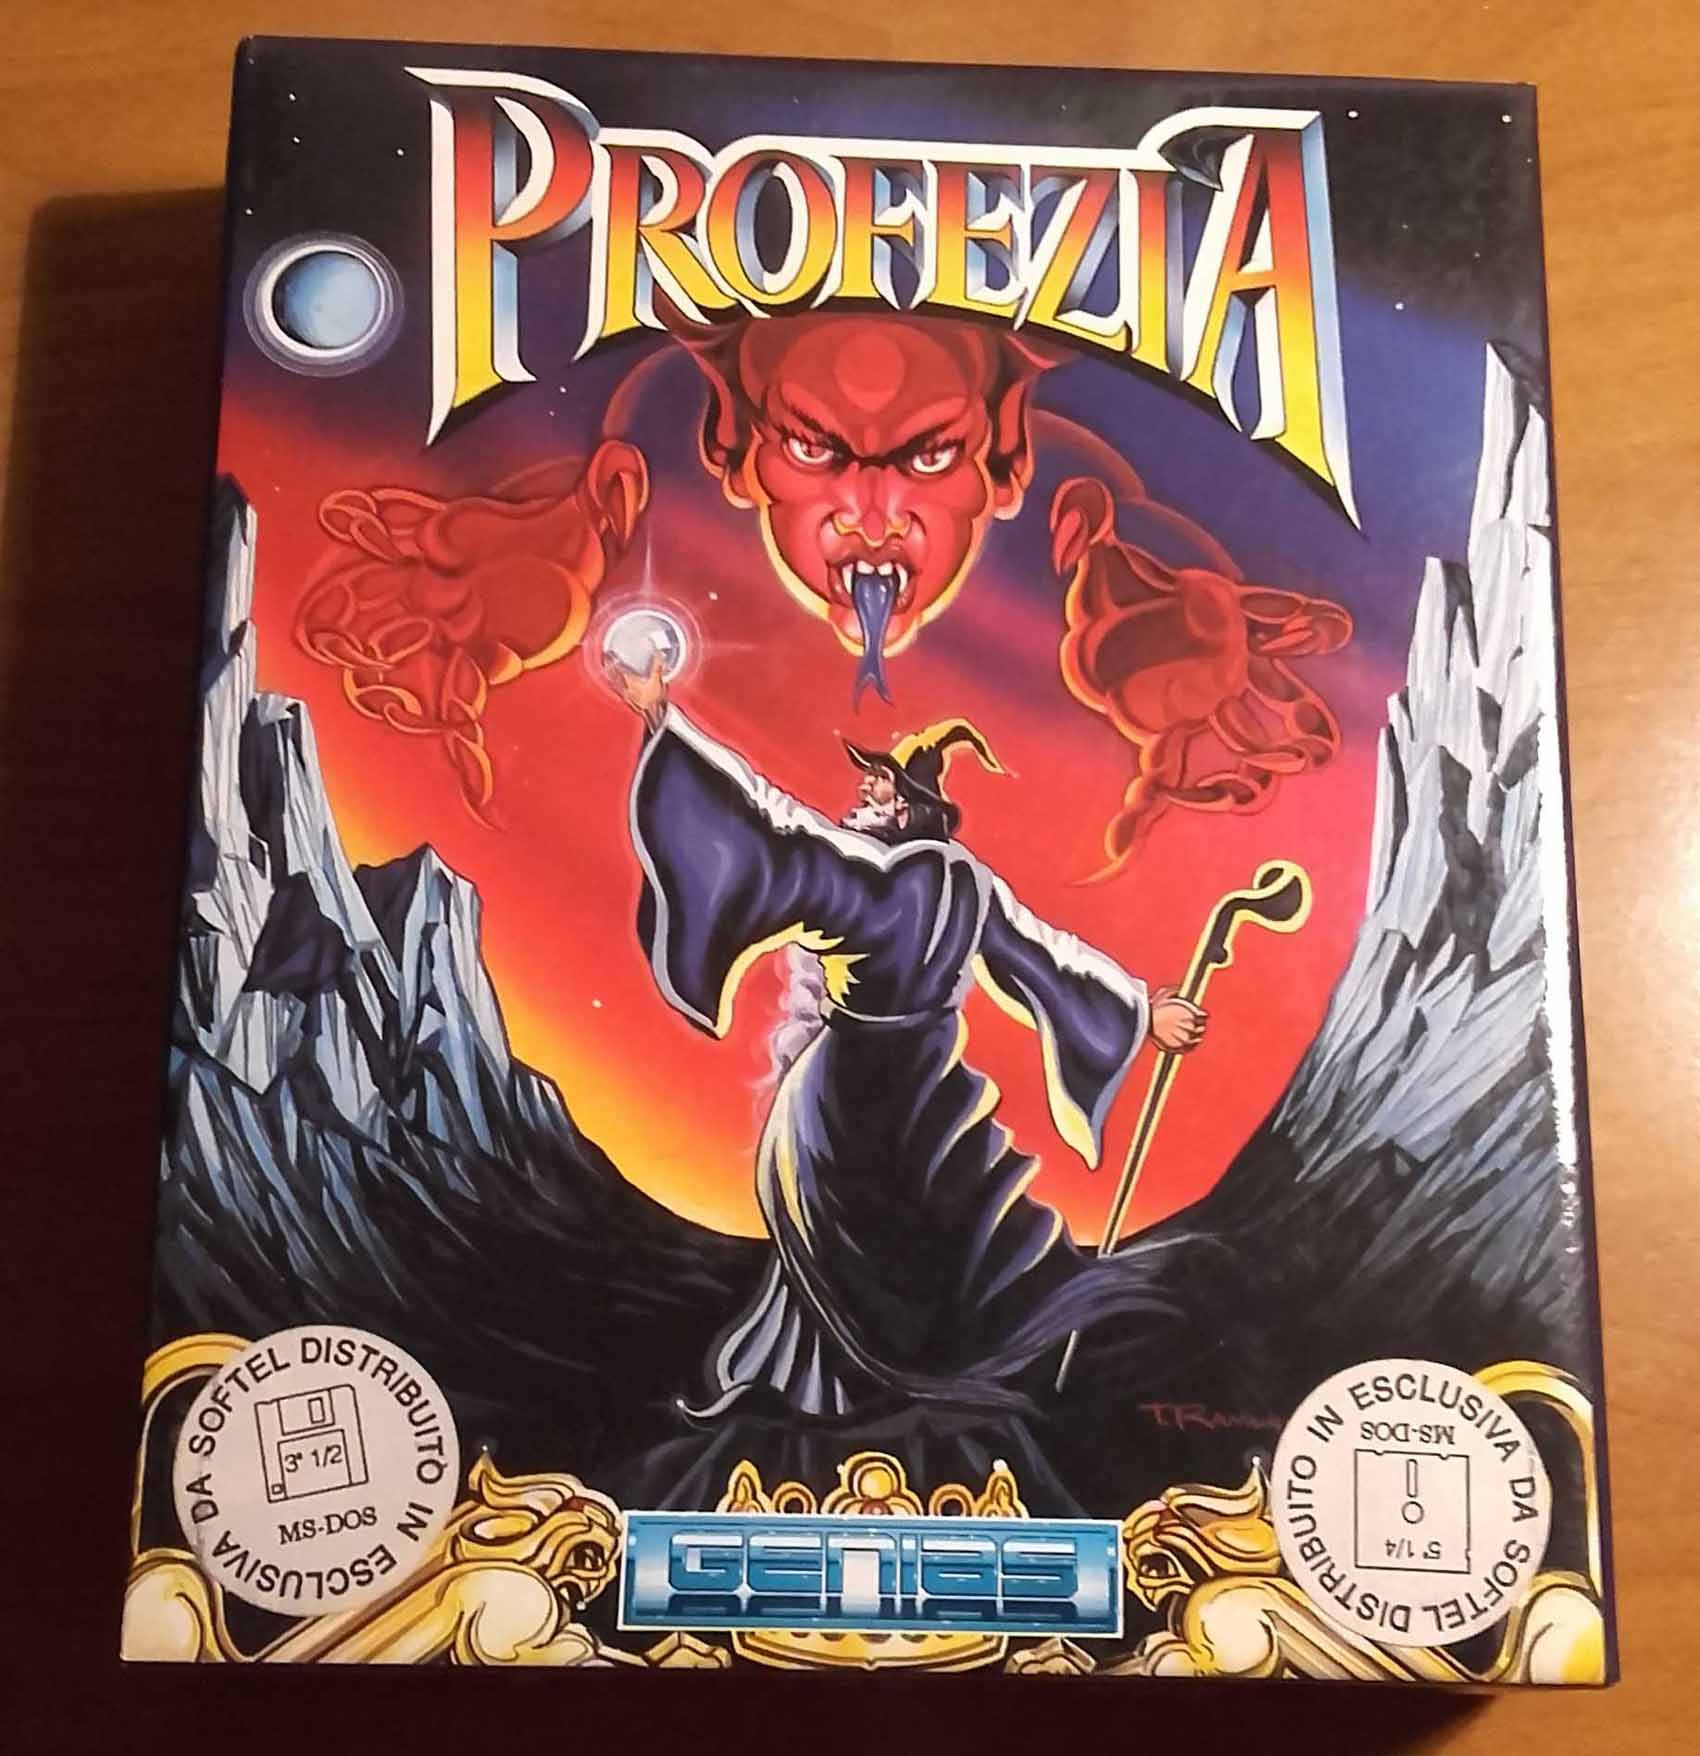 PROFEZIA
DISTRIBUITO IN ESCLUSIVA DA SOFTEL
3" 1/2
MS-DOS
GENIAS
DISTRIBUITO IN ESCLUSIVA DA SOFTEL
MS-DOS
5" 1/4